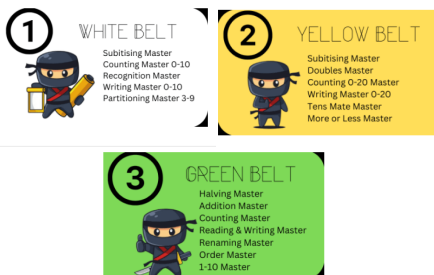 1
WHITE BELT
Subitising Master
Counting Master 0-10
Recognition Master
Writing Master 0-10
Partitioning Master 3-9
2
YELLOW BELT
Subitising Master
Doubles Master
Counting 0-20 Master
Writing Master 0-20
Tens Mate Master
More or Less Master
3
GREEN BELT
Halving Master
Addition Master
Counting Master
Reading & Writing Master
Renaming Master
Order Master
1-10 Master